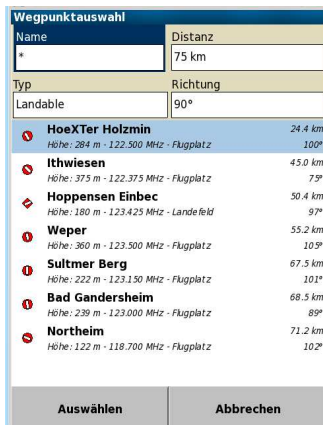 Wegpunktauswahl
Name
Distanz
*
75 km
Typ
Richtung
Landable
90°
HoeXTer Holzmin
24.4 km
Höhe: 284 m - 122.500 MHz - Flugplatz
100°
Ithwiesen
45.0 km
Höhe: 375 m - 122.375 MHz - Flugplatz
75°
Hoppensen Einbec
50.4 km
Höhe: 180 m - 123.425 MHz - Landefeld
97°
Weper
55.2 km
Höhe: 360 m - 123.500 MHz - Flugplatz
105°
Sultmer Berg
67.5 km
Höhe: 222 m - 123.150 MHz - Flugplatz
101°
Bad Gandersheim
68.5 km
Höhe: 239 m - 123.000 MHz - Flugplatz
89°
Northeim
71.2 km
Höhe: 122 m - 118.700 MHz - Flugplatz
102°
Auswählen
Abbrechen